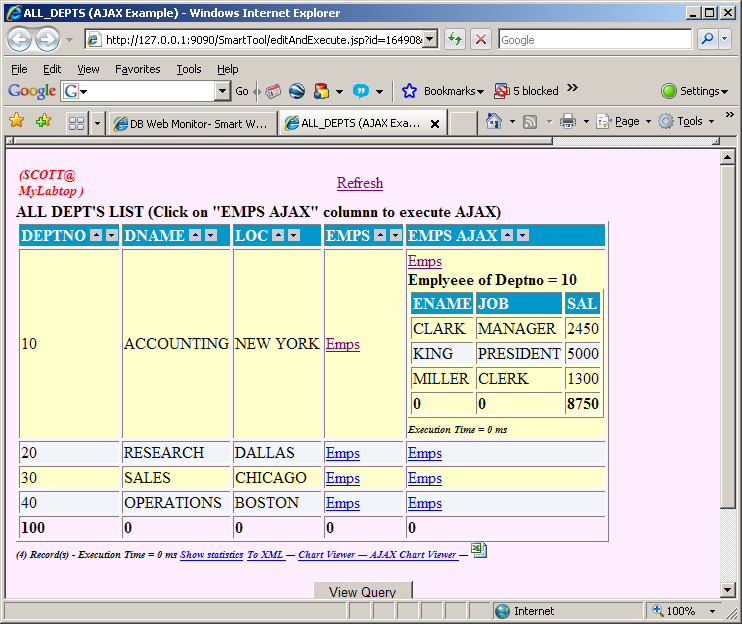 ALL_DEPTS (AJAX Example) - Windows Internet Explorer
http://127.0.0.1:9090/SmartTool/editAndExecute.jsp?id=16490& Google
File Edit View Favorites Tools Help
Google G Go Bookmarks 5 blocked » Settings
DB Web Monitor- Smart W... ALL_DEPTS (AJAX Exa... Page Tools »
(SCOTT@
MyLabtop )
Refresh
ALL DEPT'S LIST (Click on "EMPS AJAX" columnn to execute AJAX)
DEPTNO DNAME LOC EMPS EMPS AJAX
10 ACCOUNTING NEW YORK Emps
Emps
Emplyeee of Deptno = 10
ENAME JOB SAL
CLARK MANAGER 2450
KING PRESIDENT 5000
MILLER CLERK 1300
0 0 8750
Execution Time = 0 ms
20 RESEARCH DALLAS Emps Emps
30 SALES CHICAGO Emps Emps
40 OPERATIONS BOSTON Emps Emps
100 0 0 0 0
(4) Record(s) - Execution Time = 0 ms Show statistics To XML --- Chart Viewer --- AJAX Chart Viewer ---
View Query
Internet 100%